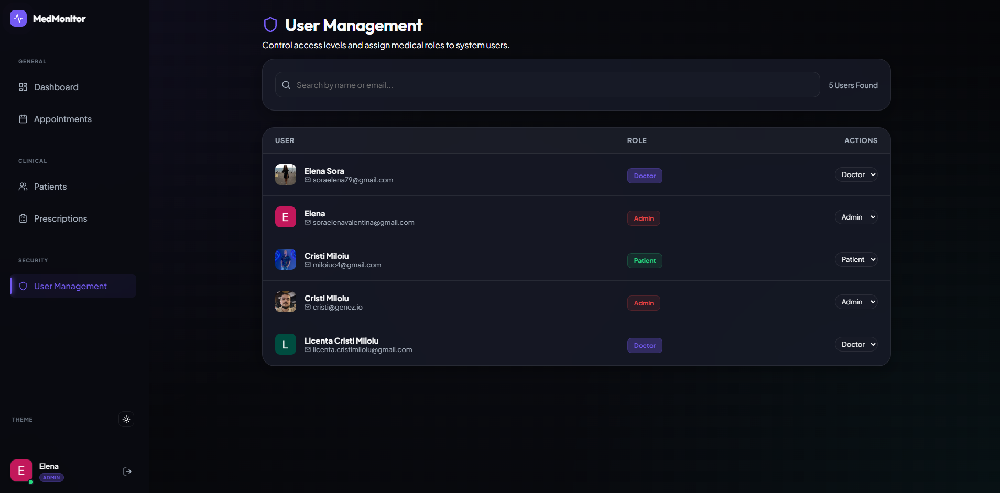 MedMonitor
GENERAL
Dashboard
Appointments
CLINICAL
Patients
Prescriptions
SECURITY
User Management
THEME
E
Elena
ADMIN
User Management
Control access levels and assign medical roles to system users.
Search by name or email...
5 Users Found
USER ROLE ACTIONS
Elena Sora
soraelena79@gmail.com
Doctor
Doctor
E
Elena
soraelenavalentina@gmail.com
Admin
Admin
Cristi Miloiu
miloiuc4@gmail.com
Patient
Patient
Cristi Miloiu
cristi@genez.io
Admin
Admin
L
Licenta Cristi Miloiu
licenta.cristimiloiu@gmail.com
Doctor
Doctor